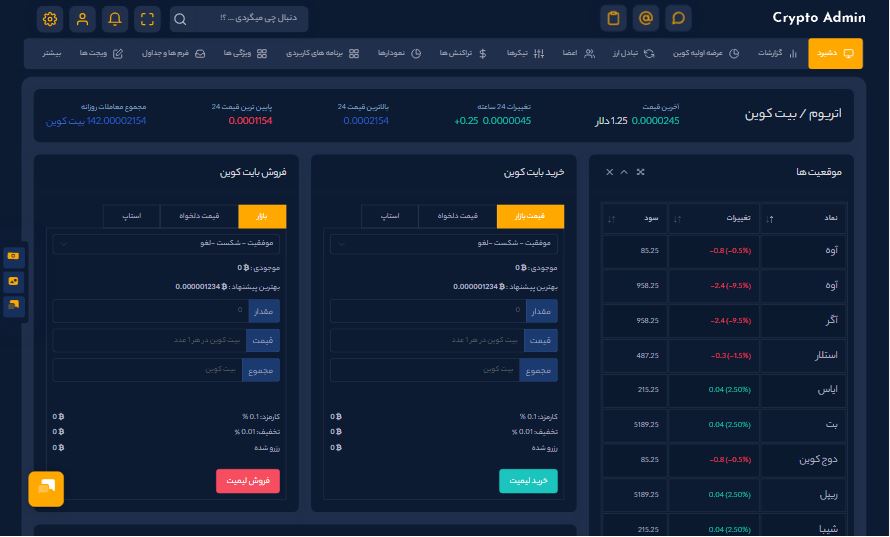 Crypto Admin
دنبال چی میگردی ... ؟!
دشبرد
گزارشات
عرضه اولیه کوین
تبادل ارز
اعضا
تیکرها
تراکنش ها
نمودارها
برنامه های کاربردی
ویژگی ها
فرم ها و جداول
ویجت ها
بیشتر
اتریوم / بیت کوین
آخرین قیمت
0.0000245 1.25 دلار
تغییرات 24 ساعته
0.0000045 +0.25
بالاترین قیمت 24
0.0002154
پایین ترین قیمت 24
0.0001154
مجموع معاملات روزانه
142.00002154 بیت کوین
موقعیت ها
نماد تغییرات سود
آوه -0.8 (-0.5%) 85.25
آوه -2.4 (-9.5%) 958.25
آگر -2.4 (-9.5%) 958.25
استلار -0.3 (-1.5%) 487.25
ایاس 0.04 (2.50%) 215.25
بت 0.04 (2.50%) 5189.25
دوج کوین -0.8 (-0.5%) 85.25
ریپل 0.04 (2.50%) 5189.25
شیبا 0.04 (2.50%) 215.25
خرید بایت کوین
قیمت بازار
قیمت دلخواه
استاپ
موفقیت - شکست -لغو
موجودی : 0 ₿
بهترین پیشنهاد : 0.000001234 ₿
مقدار 0
قیمت بیت کوین در هر 1 عدد
مجموع بیت کوین
کارمزد: 0.1 % 0 ₿
تخفیف: 0.01 % 0 ₿
رزرو شده 0 ₿
خرید لیمیت
فروش بایت کوین
بازار
قیمت دلخواه
استاپ
موفقیت - شکست -لغو
موجودی : 0 ₿
بهترین پیشنهاد : 0.000001234 ₿
مقدار 0
قیمت بیت کوین در هر 1 عدد
مجموع بیت کوین
کارمزد: 0.1 % 0 ₿
تخفیف: 0.01 % 0 ₿
رزرو شده 0 ₿
فروش لیمیت